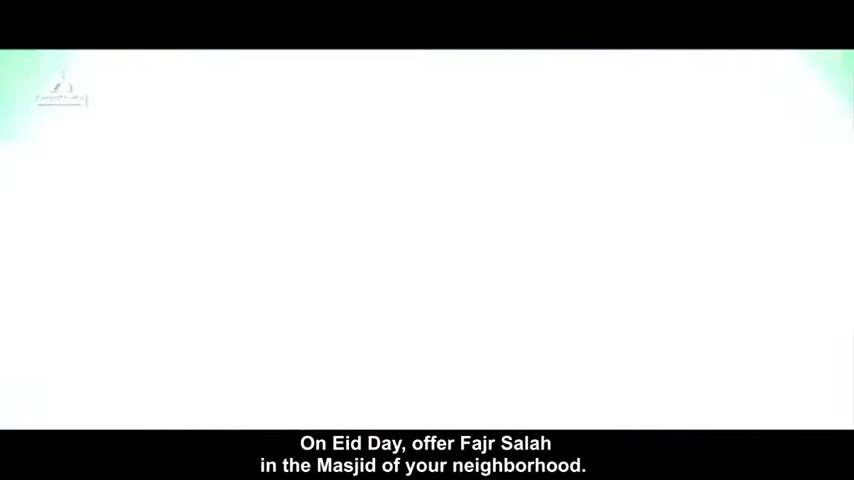 On Eid Day, offer Fajr Salah
in the Masjid of your neighborhood.